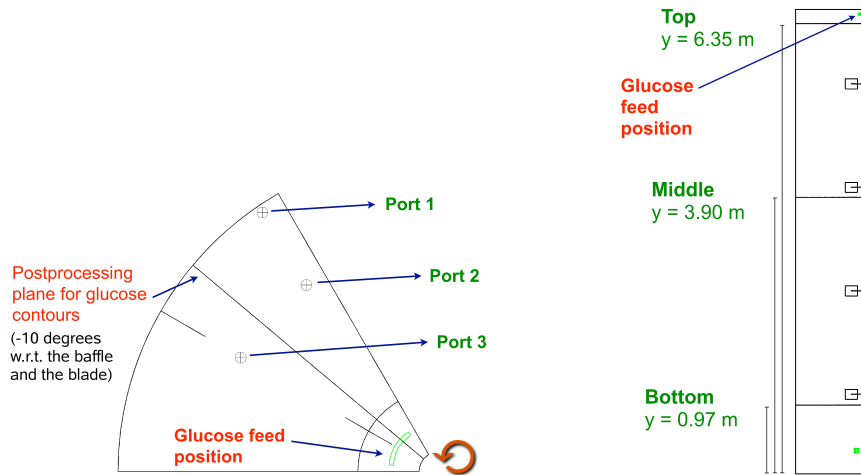 Top
y = 6.35 m
Glucose
feed
position
Middle
y = 3.90 m
Bottom
y = 0.97 m
Port 1
Port 2
Port 3
Postprocessing
plane for glucose
contours
(-10 degrees
w.r.t. the baffle
and the blade)
Glucose feed
position